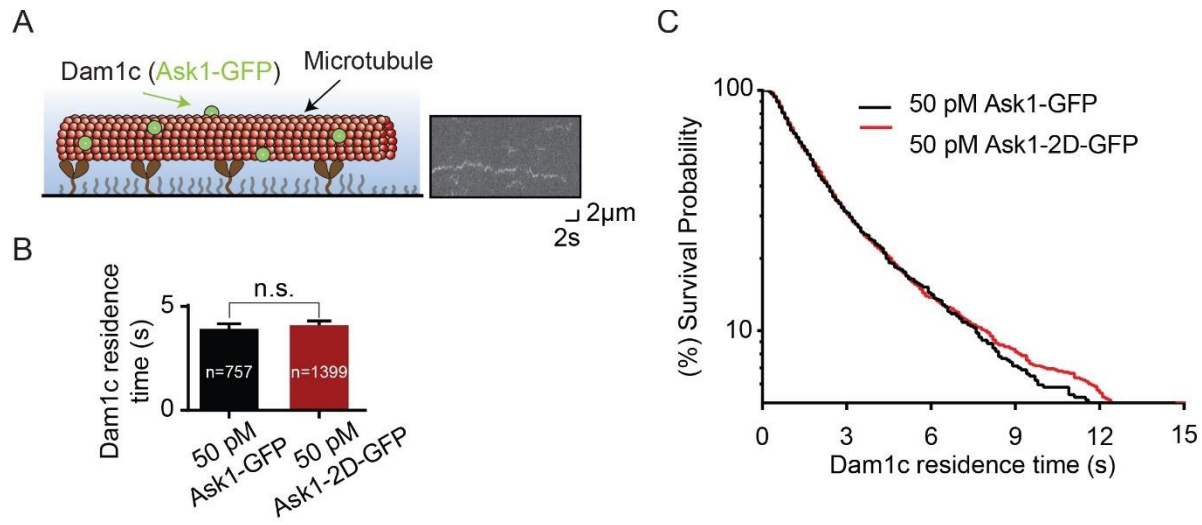 A
Dam1c (Ask1-GFP)
Microtubule
2μm
2s
B
Dam1c residence
time (s)
5
0
n.s.
n=757
n=1399
50 pM
Ask1-GFP
50 pM
Ask1-2D-GFP
C
(%) Survival Probability
100
10
50 pM Ask1-GFP
50 pM Ask1-2D-GFP
0 3 6 9 12 15
Dam1c residence time (s)